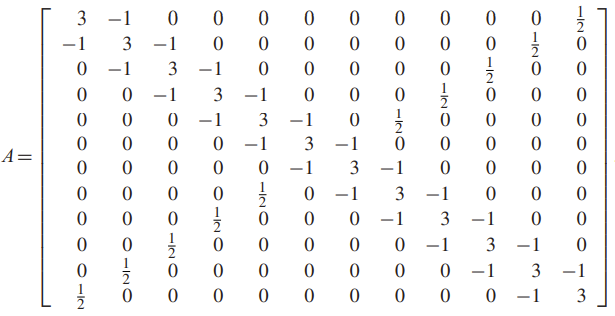 3 −1 0 0 0 0 0 0 0 0 0 1/2
−1 3 −1 0 0 0 0 0 0 0 1/2 0
0 −1 3 −1 0 0 0 0 0 1/2 0 0
0 0 −1 3 −1 0 0 0 1/2 0 0 0
0 0 0 −1 3 −1 0 1/2 0 0 0 0
0 0 0 0 −1 3 −1 0 0 0 0 0
A = 0 0 0 0 0 −1 3 −1 0 0 0 0
0 0 0 0 1/2 0 −1 3 −1 0 0 0
0 0 0 1/2 0 0 0 −1 3 −1 0 0
0 0 1/2 0 0 0 0 0 −1 3 −1 0
0 1/2 0 0 0 0 0 0 0 −1 3 −1
1/2 0 0 0 0 0 0 0 0 0 −1 3